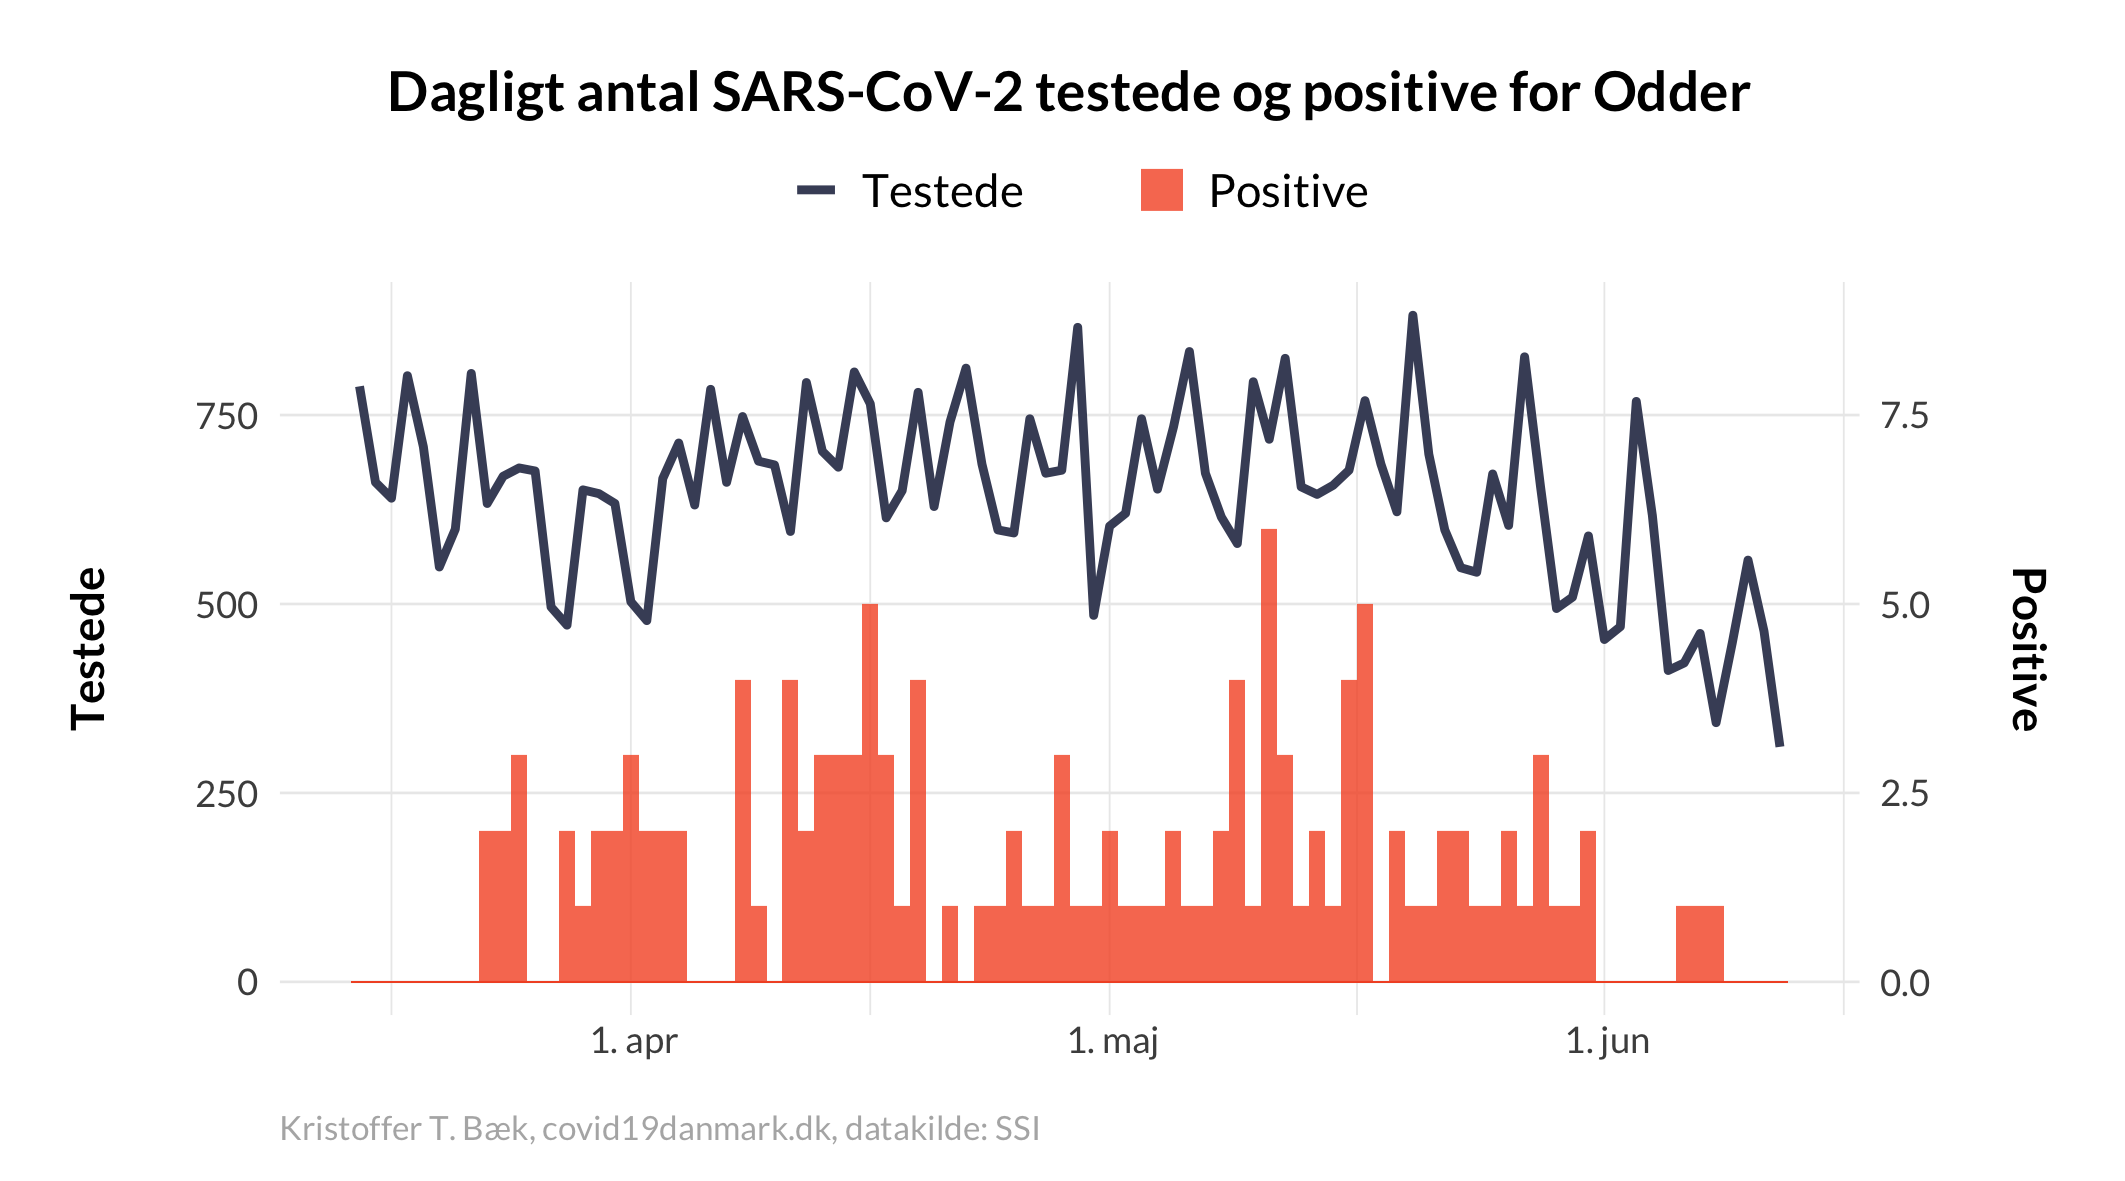 Dagligt antal SARS-CoV-2 testede og positive for Odder
Testede
Positive
750
500
250
0
Testede
7.5
5.0
2.5
0.0
Positive
1. apr
1. maj
1. jun
Kristoffer T. Bæk, covid19danmark.dk, datakilde: SSI